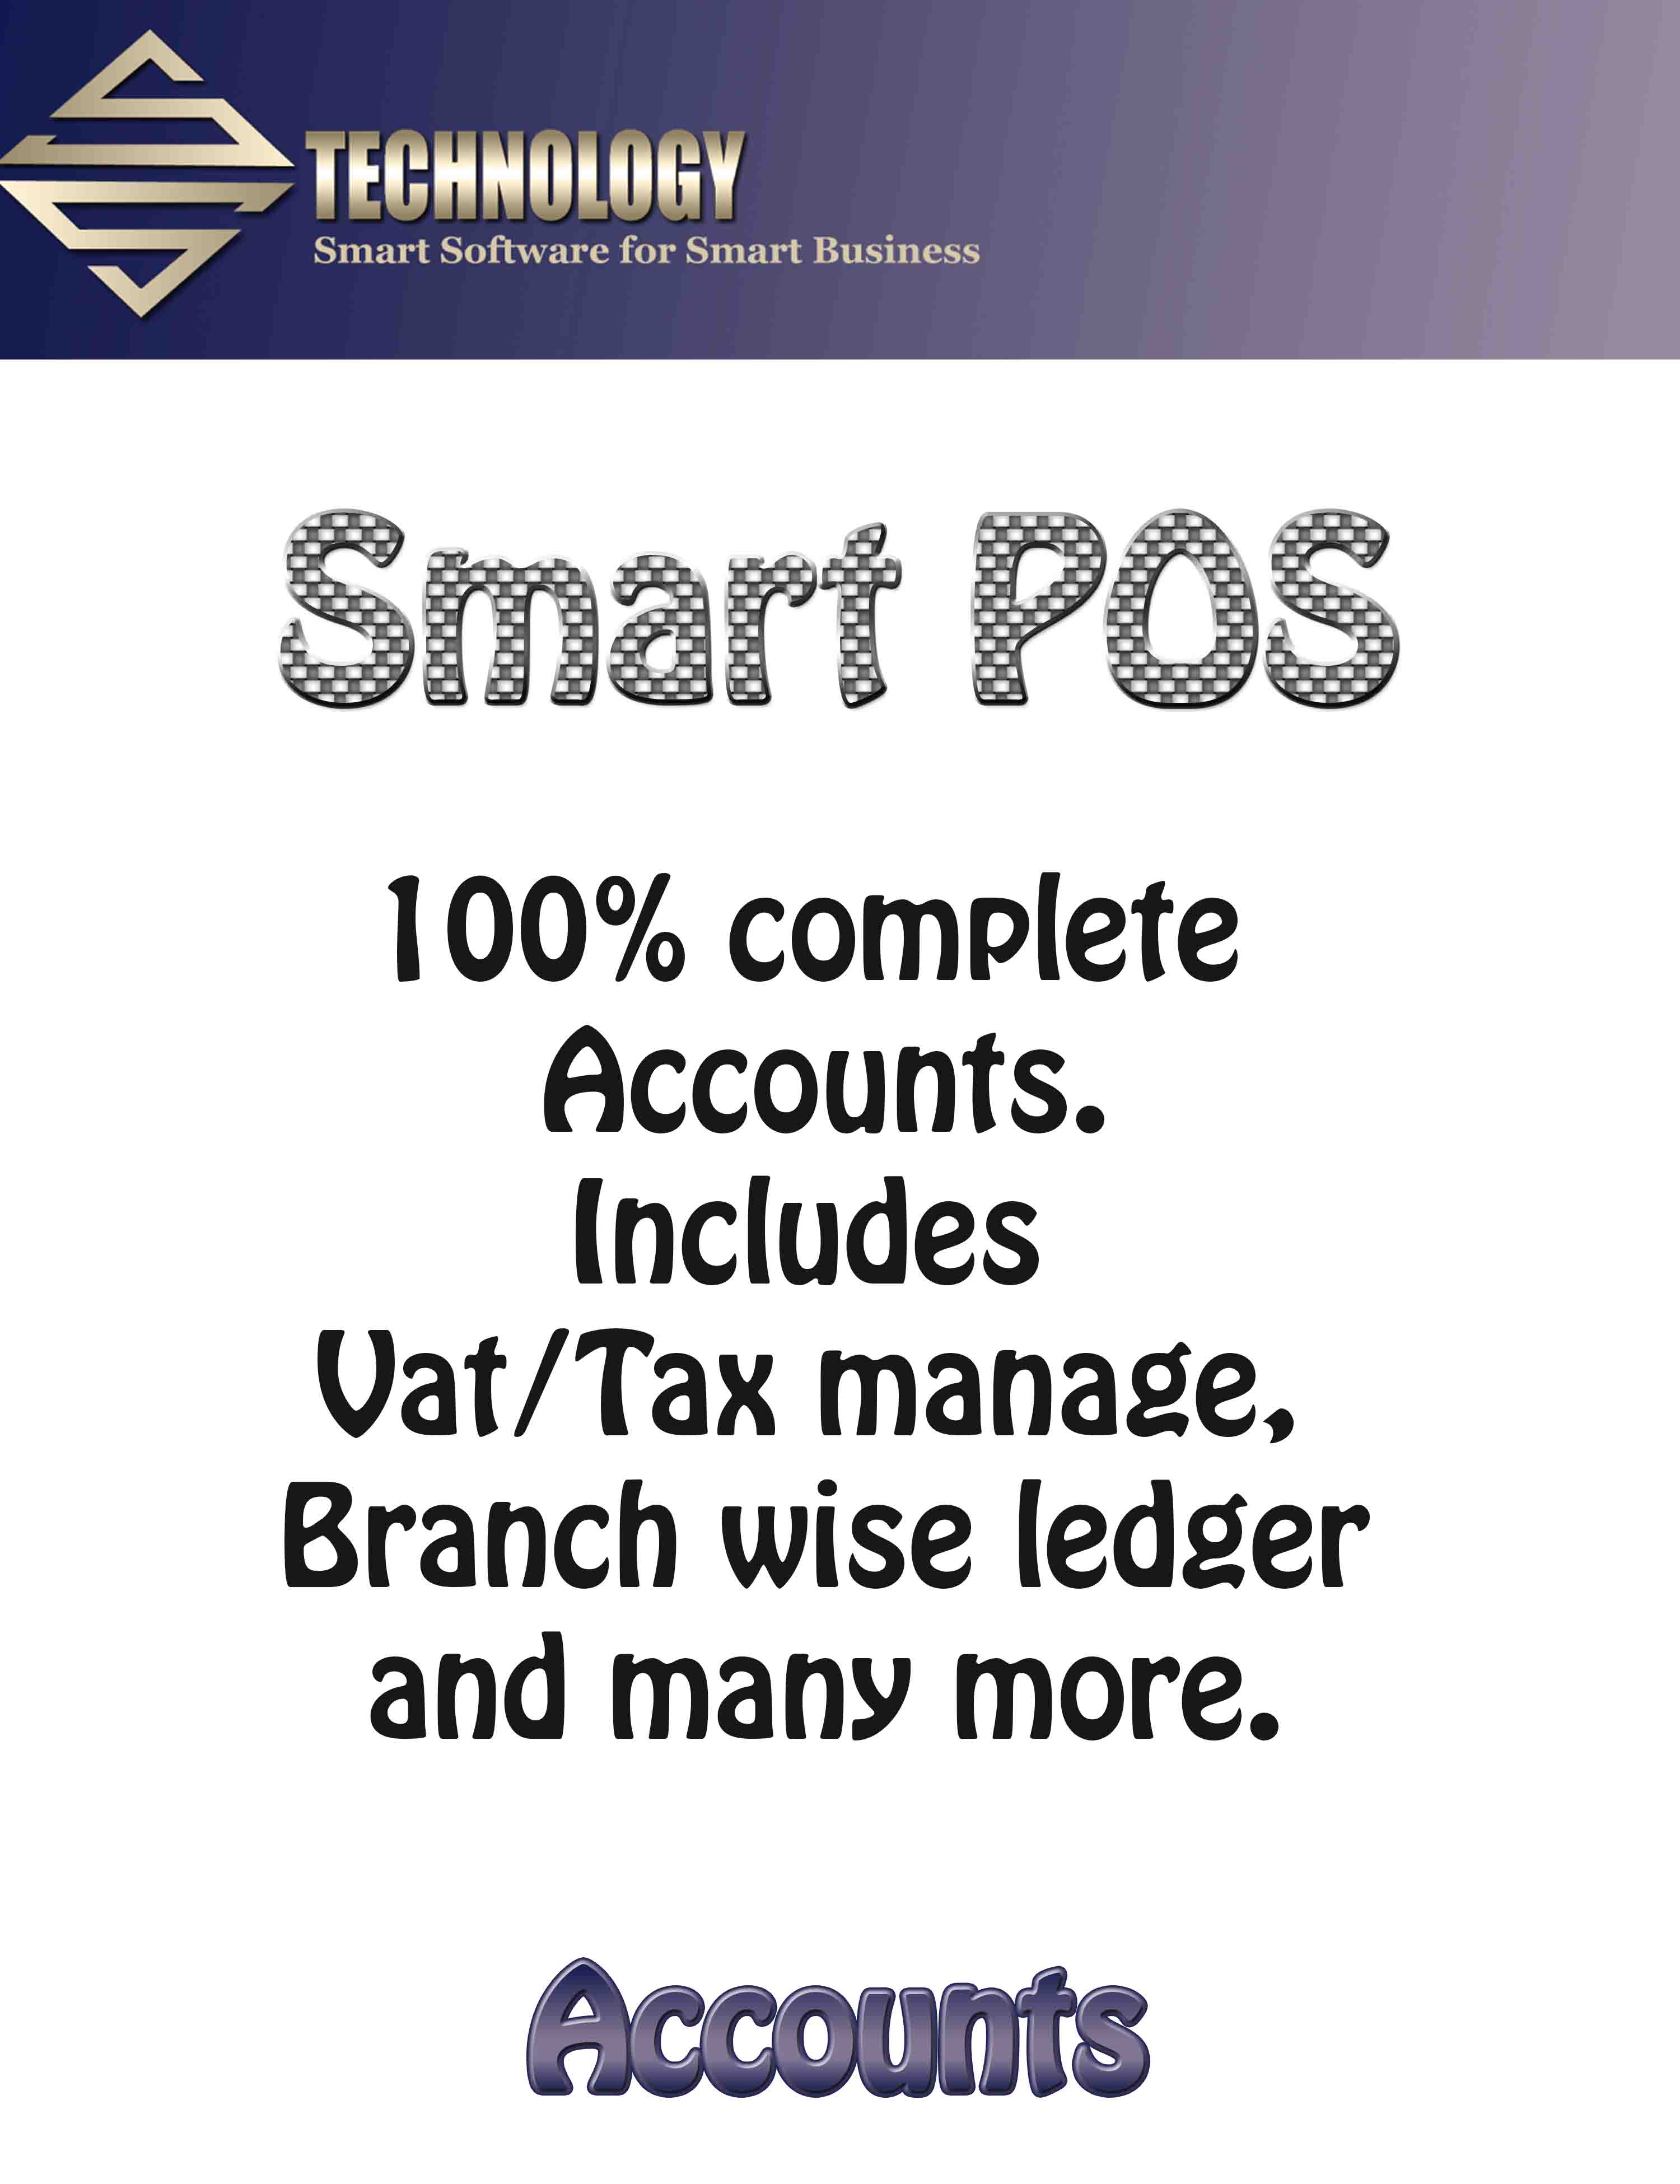 TECHNOLOGY
Smart Software for Smart Business
Smart POS
100% complete
Accounts.
Includes
Vat/Tax manage,
Branch wise ledger
and many more.
Accounts